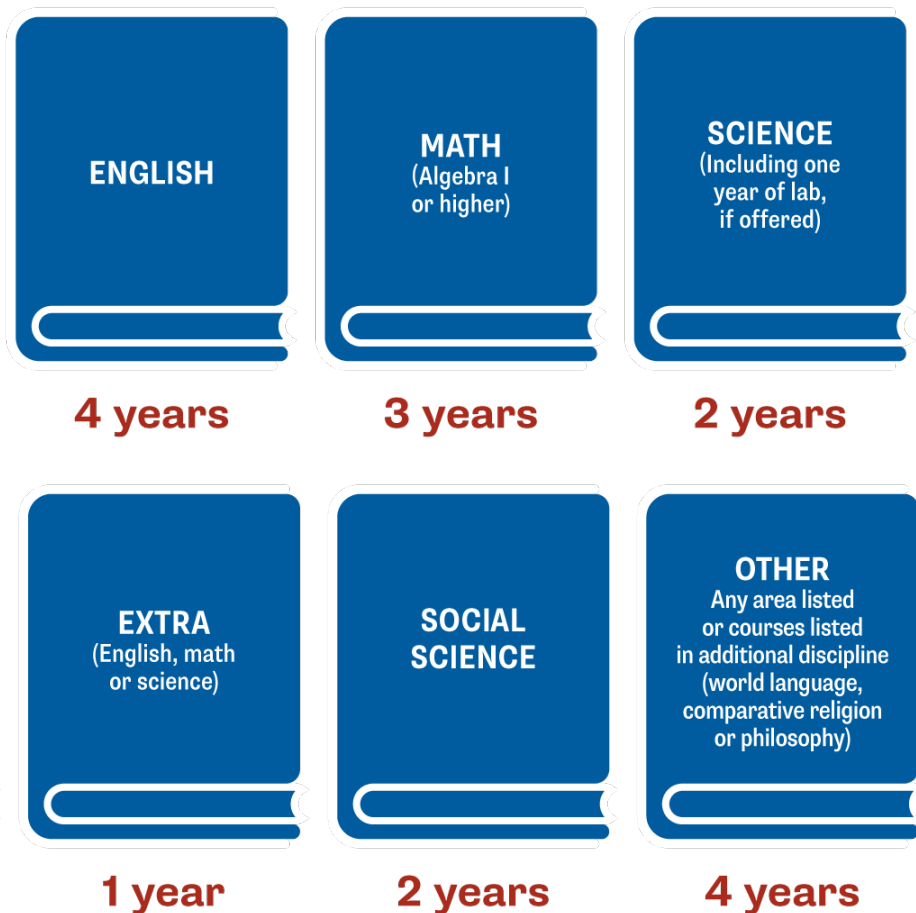 ENGLISH
MATH
(Algebra I
or higher)
SCIENCE
(Including one
year of lab,
if offered)
4 years
3 years
2 years
EXTRA
(English, math
or science)
SOCIAL
SCIENCE
OTHER
Any area listed
or courses listed
in additional discipline
(world language,
comparative religion
or philosophy)
1 year
2 years
4 years